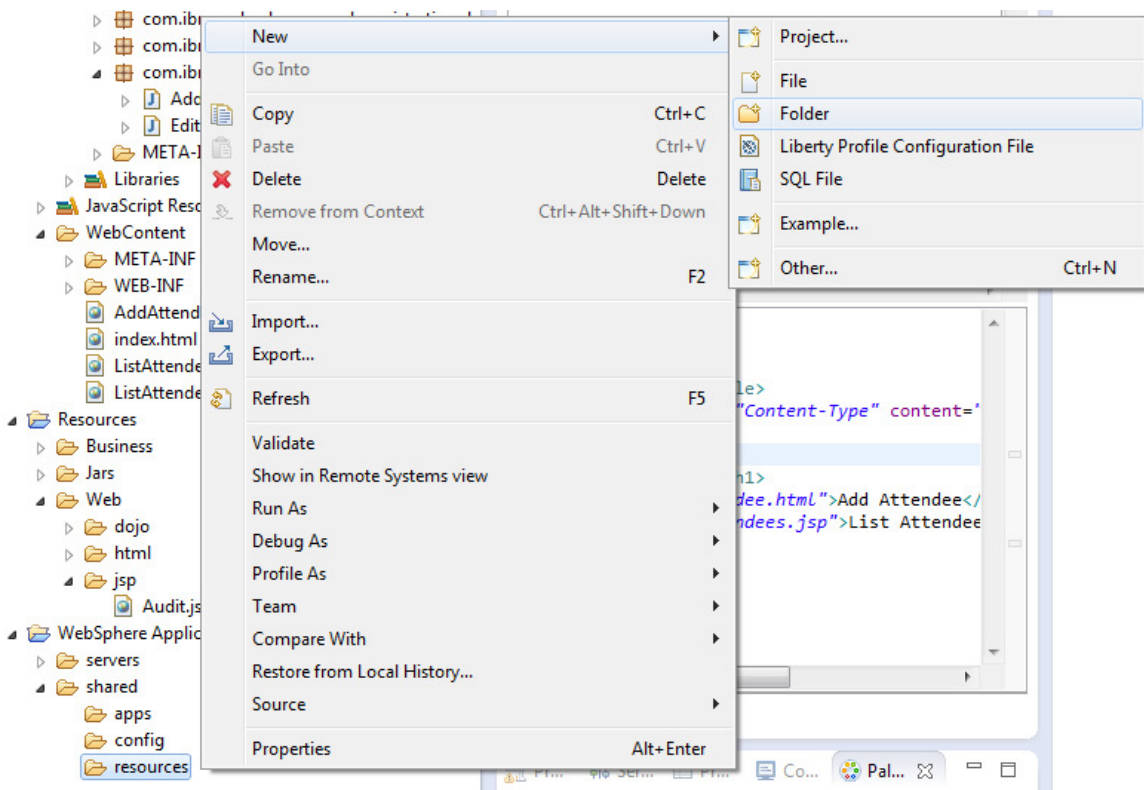 com.ib
com.ib
com.ib
Add
Edit
META-I
Libraries
JavaScript Reso
WebContent
META-INF
WEB-INF
AddAttend
index.html
ListAttende
ListAttende
Resources
Business
Jars
Web
dojo
html
jsp
Audit.js
WebSphere Applic
servers
shared
apps
config
resources
New
Go Into
Copy Ctrl+C
Paste Ctrl+V
Delete Delete
Remove from Context Ctrl+Alt+Shift+Down
Move...
Rename... F2
Import...
Export...
Refresh F5
Validate
Show in Remote Systems view
Run As
Debug As
Profile As
Team
Compare With
Restore from Local History...
Source
Properties Alt+Enter
Project...
File
Folder
Liberty Profile Configuration File
SQL File
Example...
Other... Ctrl+N
le>
"Content-Type" content="
h1>
dee.html">Add Attendee</
ndees.jsp">List Attendee
Pr... Ser... Pr... Co... Pal...